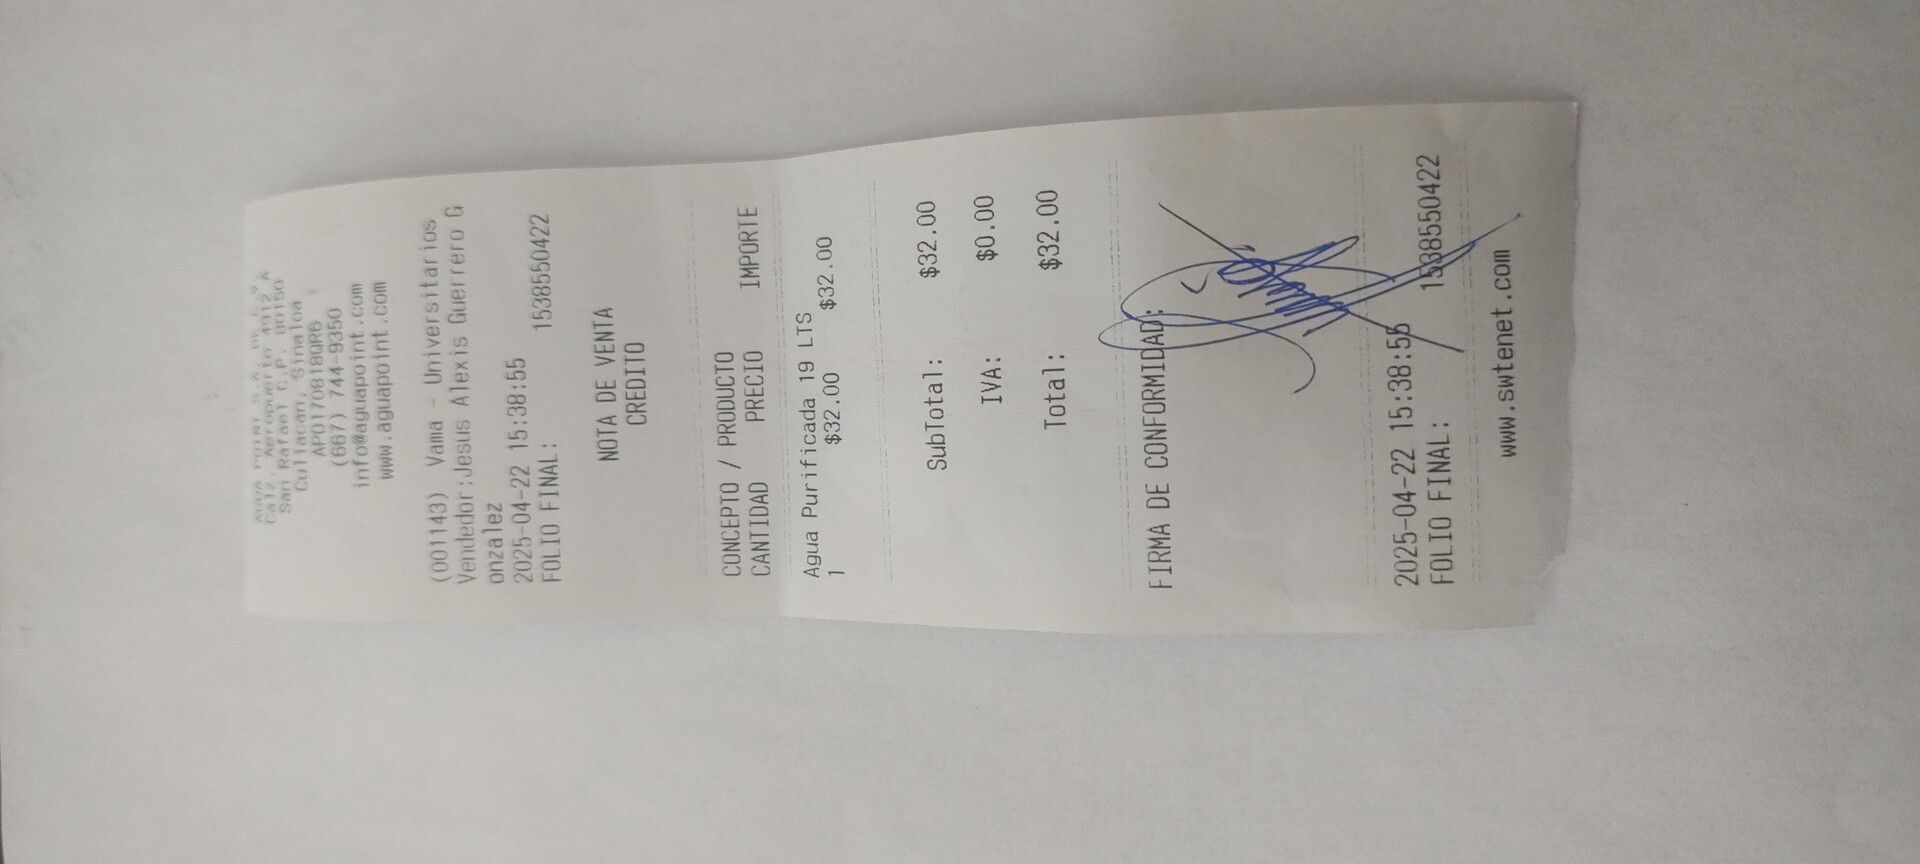 AGUA POINT S.A. DE C.V.
Calz. Aeropuerto 4012 A
San Rafael C.P. 80150
Culiacan, Sinaloa
APO170818QR6
(667) 744-9350
info@aguapoint.com
www.aguapoint.com
(001143) Vama - Universitarios
Vendedor:Jesus Alexis Guerrero G
onzalez
2025-04-22 15:38:55
FOLIO FINAL: 1538550422
NOTA DE VENTA
CREDITO
CONCEPTO / PRODUCTO
CANTIDAD PRECIO IMPORTE
Agua Purificada 19 LTS
1 $32.00 $32.00
SubTotal: $32.00
IVA: $0.00
Total: $32.00
FIRMA DE CONFORMIDAD:
2025-04-22 15:38:55
FOLIO FINAL: 1538550422
www.swtenet.com